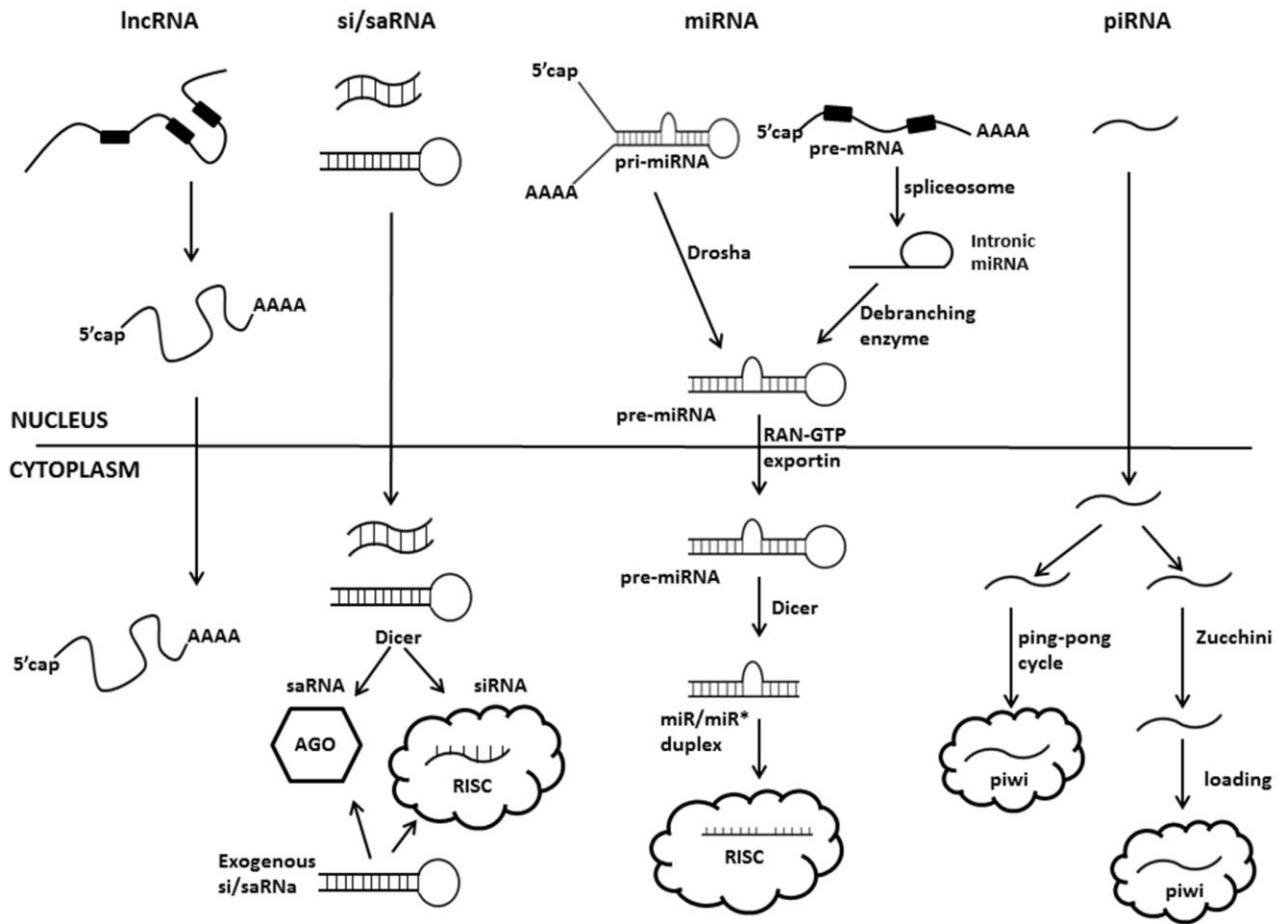 lncRNA
si/saRNA
miRNA
piRNA
5'cap
pri-miRNA
AAAA
5'cap
AAAA
pre-mRNA
spliceosome
Intronic
miRNA
Drosha
Debranching
enzyme
5'cap
AAAA
pre-miRNA
NUCLEUS
CYTOPLASM
RAN-GTP
exportin
pre-miRNA
Dicer
5'cap
AAAA
Dicer
saRNA
siRNA
AGO
RISC
Exogenous
si/saRNa
miR/miR*
duplex
RISC
ping-pong
cycle
piwi
Zucchini
loading
piwi